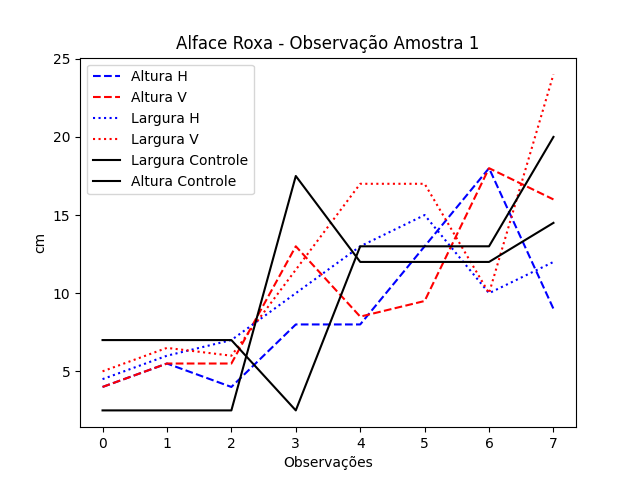 Alface Roxa - Observação Amostra 1
25
20
15
10
5
cm
Altura H
Altura V
Largura H
Largura V
Largura Controle
Altura Controle
0 1 2 3 4 5 6 7
Observações